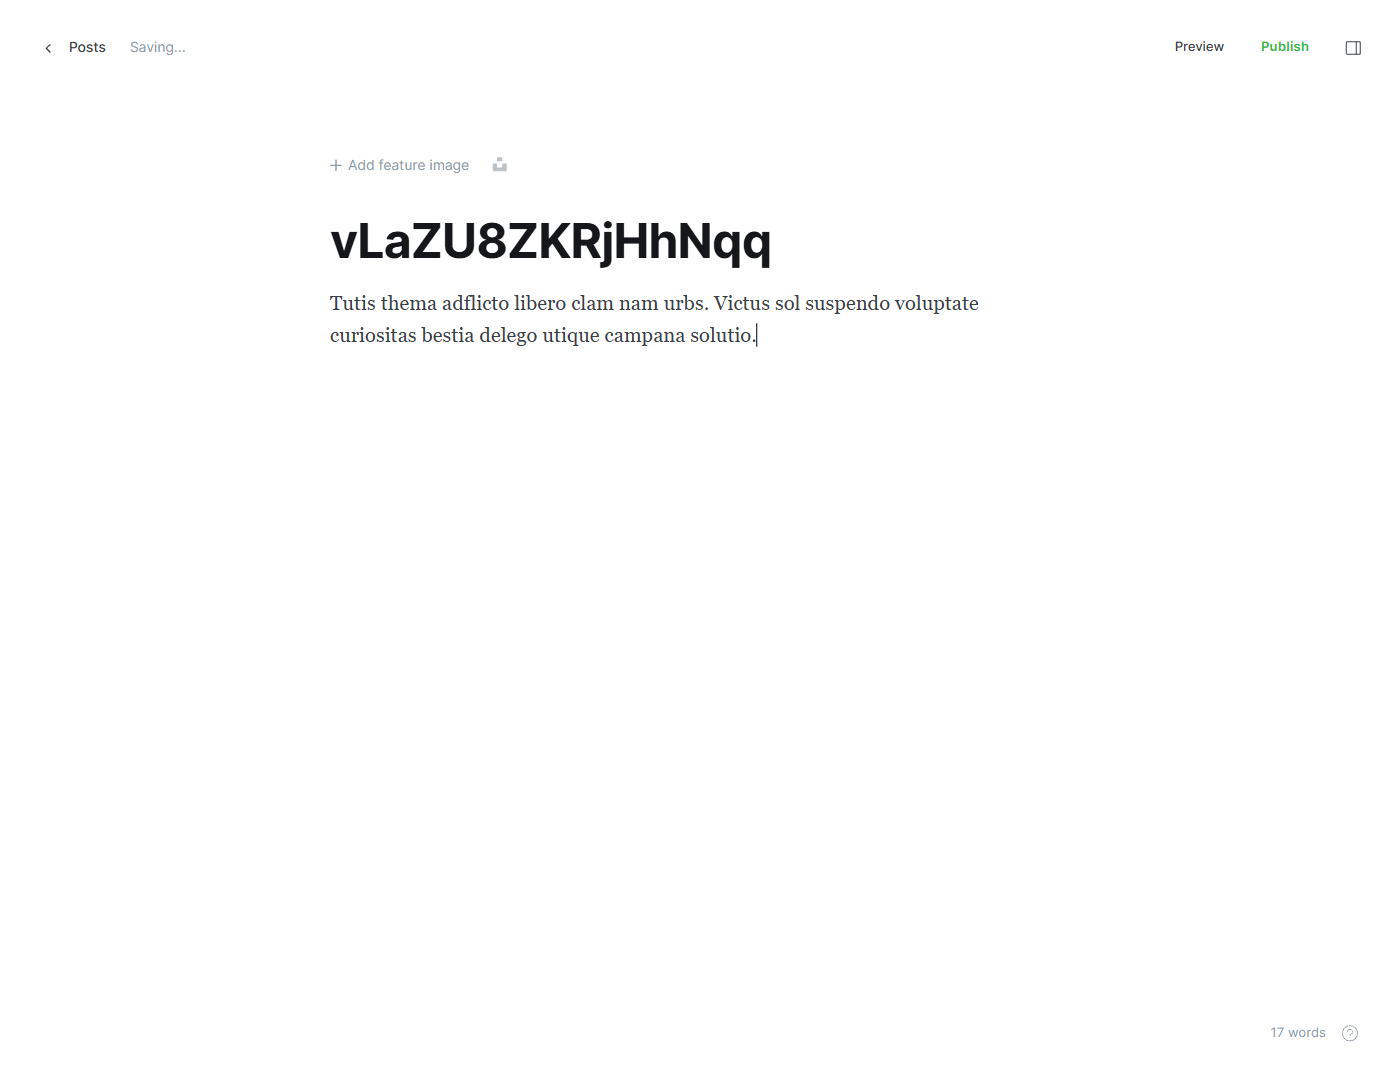 Posts Saving... Preview Publish
Add feature image
vLaZU8ZKRjHhNqq
Tutis thema adflicto libero clam nam urbs. Victus sol suspendo voluptate
curiositas bestia delego utique campana solutio.
17 words